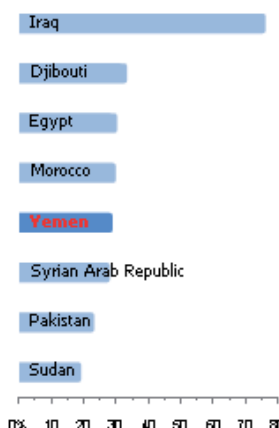 Iraq
Djibouti
Egypt
Morocco
Yemen
Syrian Arab Republic
Pakistan
Sudan
0% 10 20 30 40 50 60 70